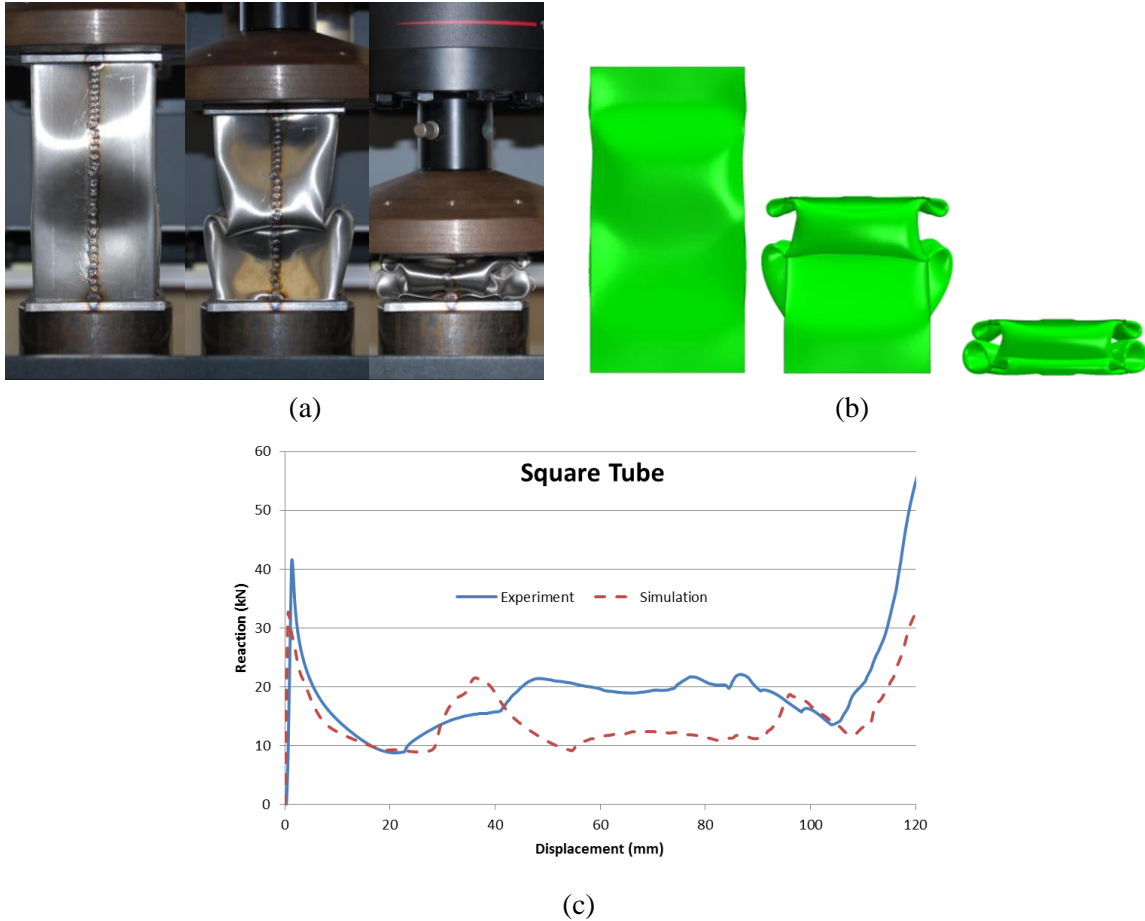 (a)
(b)
Square Tube
60
50
40
30
20
10
0
Reaction (kN)
Experiment
Simulation
0 20 40 60 80 100 120
Displacement (mm)
(c)